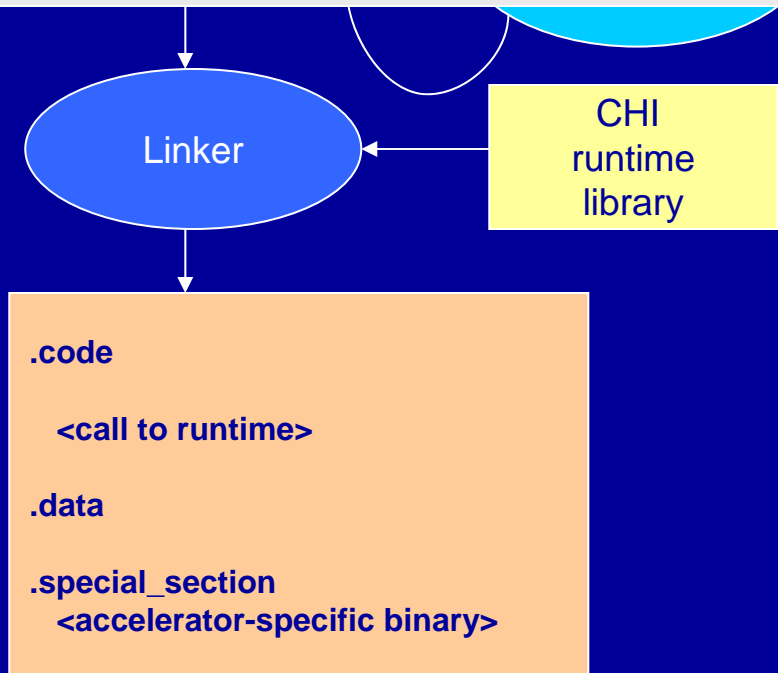 Linker
CHI
runtime
library
.code
<call to runtime>
.data
.special_section
<accelerator-specific binary>